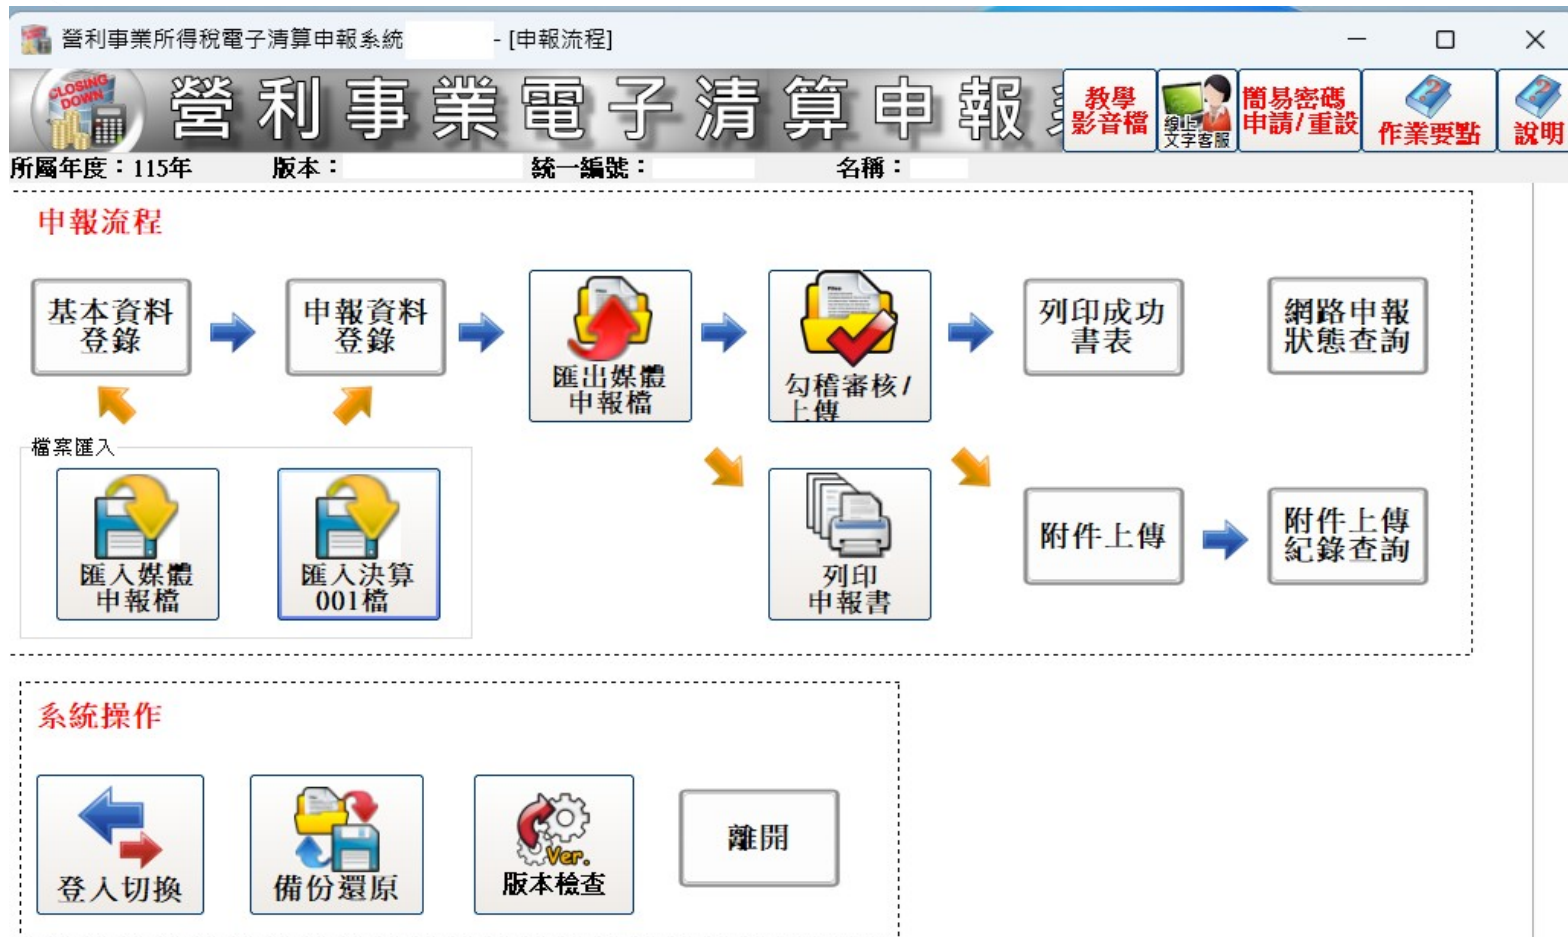 營利事業所得稅電子清算申報系統 - [申報流程]
CLOSING
DOWN
營利事業電子清算申報
教學
影音檔
線上
文字客服
簡易密碼
申請/重設
作業要點
說明
所屬年度：115年 版本： 統一編號： 名稱：
申報流程
基本資料
登錄
申報資料
登錄
匯出媒體
申報檔
勾稽審核/
上傳
列印成功
書表
網路申報
狀態查詢
檔案匯入
匯入媒體
申報檔
匯入決算
001檔
列印
申報書
附件上傳
附件上傳
紀錄查詢
系統操作
登入切換
備份還原
Ver.
版本檢查
離開